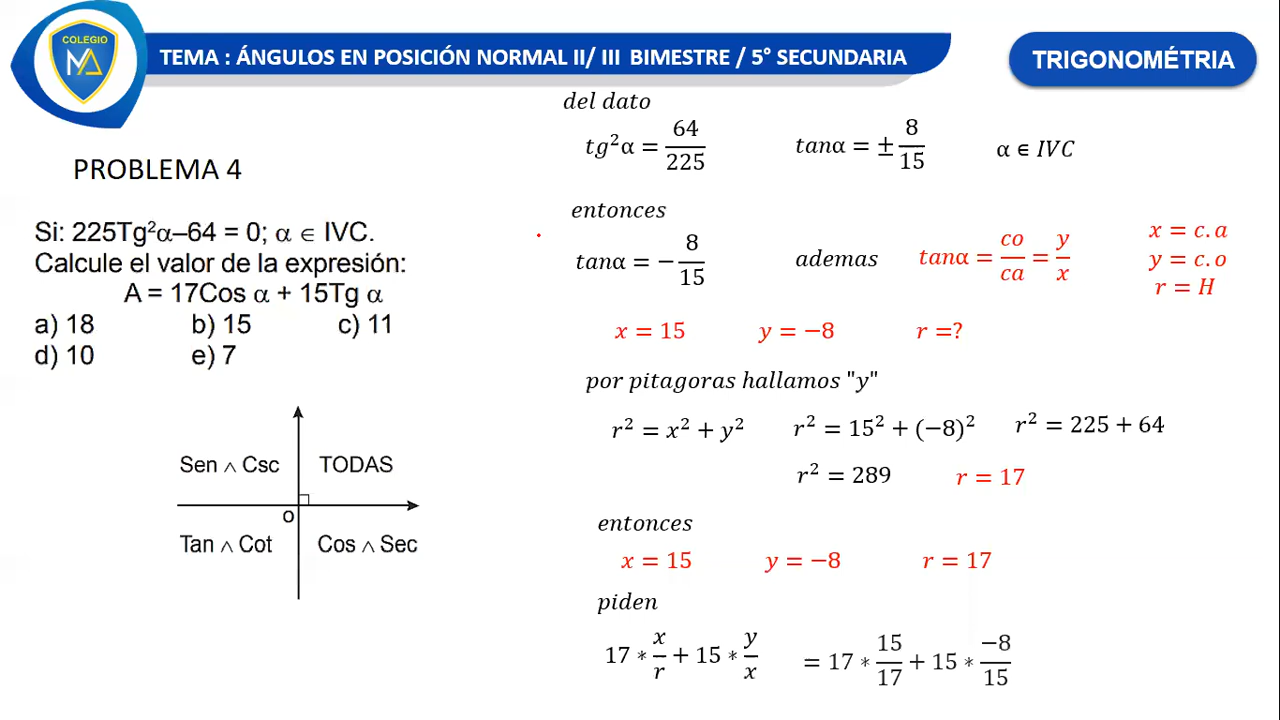 COLEGIO
MA
TEMA : ÁNGULOS EN POSICIÓN NORMAL II/ III BIMESTRE / 5° SECUNDARIA
TRIGONOMÉTRIA
PROBLEMA 4
Si: 225Tg²α–64 = 0; α ∈ IVC.
Calcule el valor de la expresión:
A = 17Cos α + 15Tg α
a) 18 b) 15 c) 11
d) 10 e) 7
Sen ∧ Csc TODAS
O
Tan ∧ Cot Cos ∧ Sec
del dato
tg²α = 64/225 tanα = ± 8/15 α ∈ IVC
entonces
tanα = − 8/15 ademas tanα = co/ca = y/x
x = c.a
y = c.o
r = H
x = 15 y = −8 r =?
por pitagoras hallamos "y"
r² = x² + y² r² = 15² + (−8)² r² = 225 + 64
r² = 289 r = 17
entonces
x = 15 y = −8 r = 17
piden
17 ∗ x/r + 15 ∗ y/x = 17 ∗ 15/17 + 15 ∗ −8/15